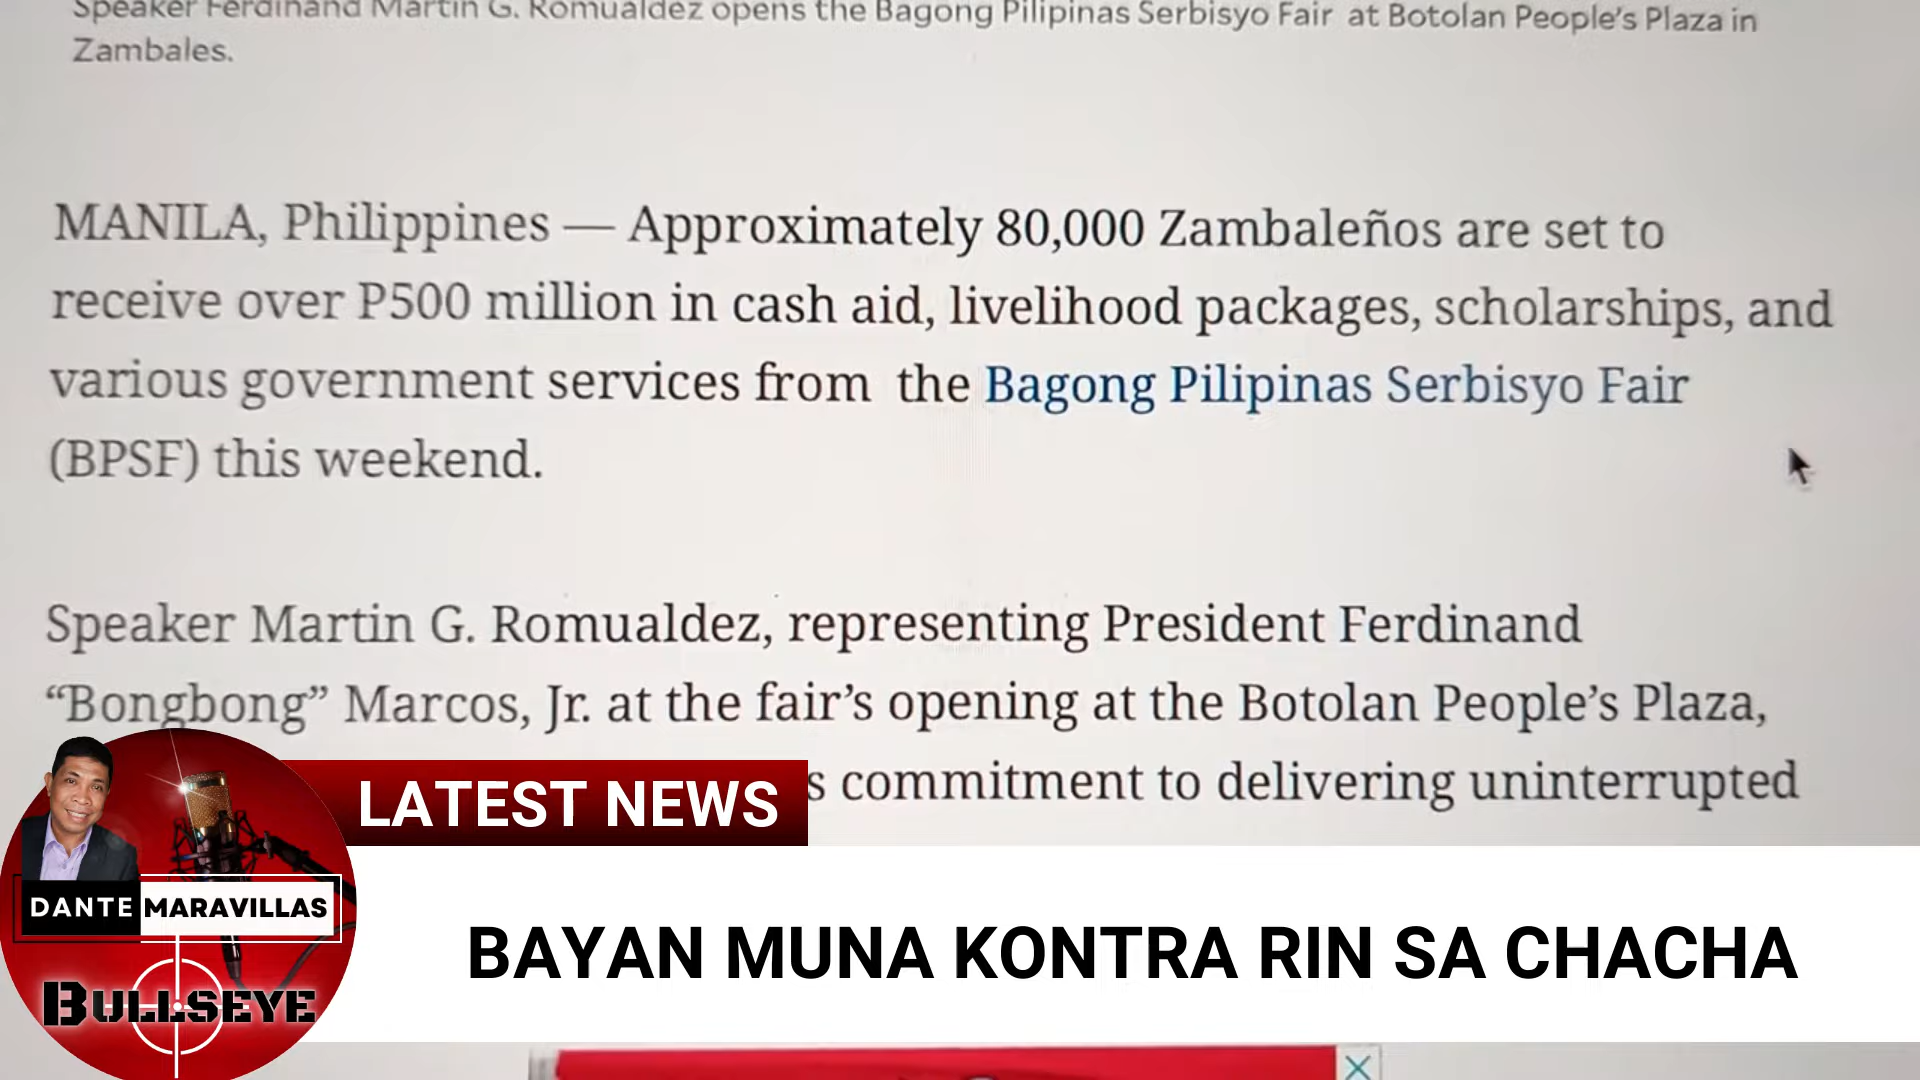 Speaker Ferdinand Martin G. Romualdez opens the Bagong Pilipinas Serbisyo Fair at Botolan People's Plaza in
Zambales.
MANILA, Philippines — Approximately 80,000 Zambaleños are set to
receive over P500 million in cash aid, livelihood packages, scholarships, and
various government services from the Bagong Pilipinas Serbisyo Fair
(BPSF) this weekend.
Speaker Martin G. Romualdez, representing President Ferdinand
“Bongbong” Marcos, Jr. at the fair’s opening at the Botolan People’s Plaza,
s commitment to delivering uninterrupted
LATEST NEWS
DANTE MARAVILLAS
BAYAN MUNA KONTRA RIN SA CHACHA
BULLSEYE